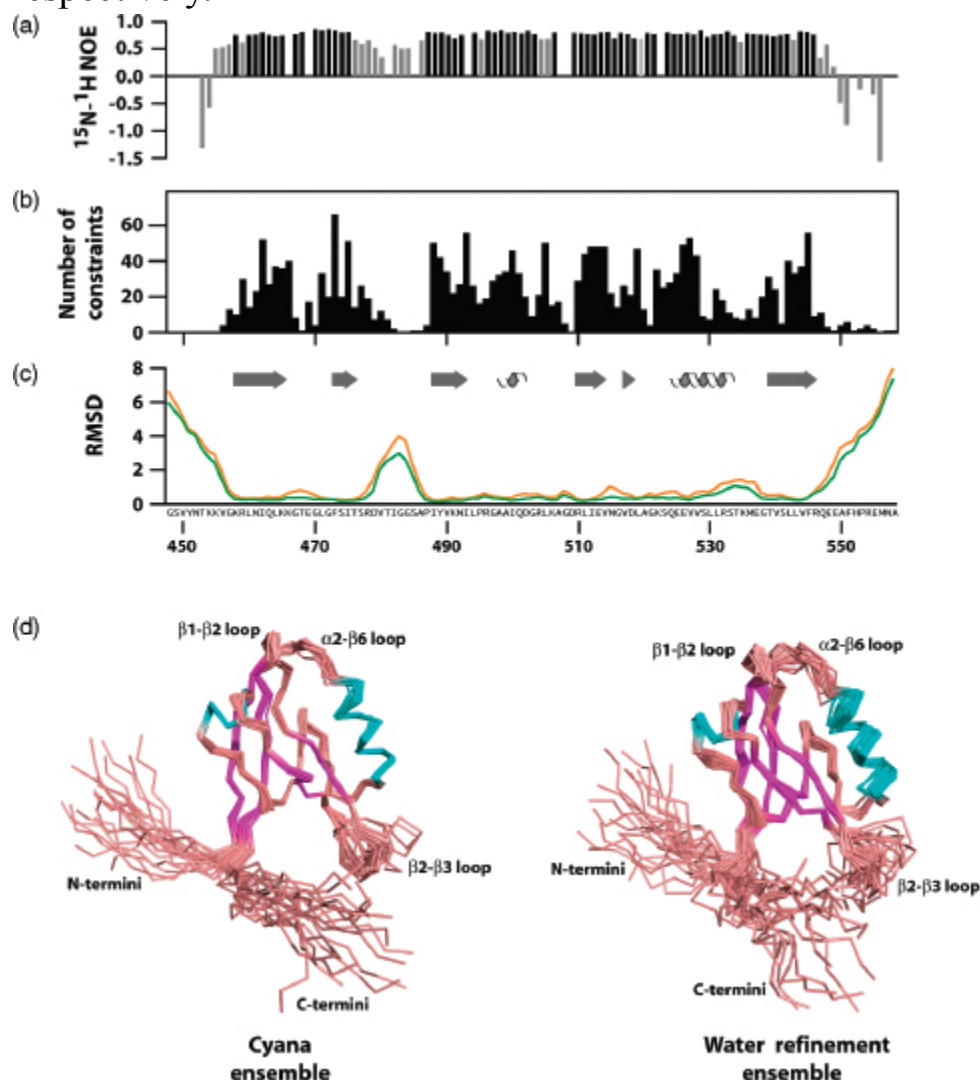 respectively.
(a)
1.0
0.5
0.0
-0.5
-1.0
-1.5
15N-1H NOE
(b)
Number of
constraints
60
40
20
0
(c)
RMSD
8
6
4
2
0
GSVYNTKKVGKRLNIQLKKGTEGLGFSITSRDVTIGGSAPIYVKNILPRGAAIQDGRLKAGDRLIEVNGVDLAGKSQEEVVSLLRSTKMEGTVSLLVFRQEEAFHPREMNA
450 470 490 510 530 550
(d)
β1-β2 loop
α2-β6 loop
N-termini
β2-β3 loop
C-termini
Cyana
ensemble
β1-β2 loop
α2-β6 loop
N-termini
β2-β3 loop
C-termini
Water refinement
ensemble